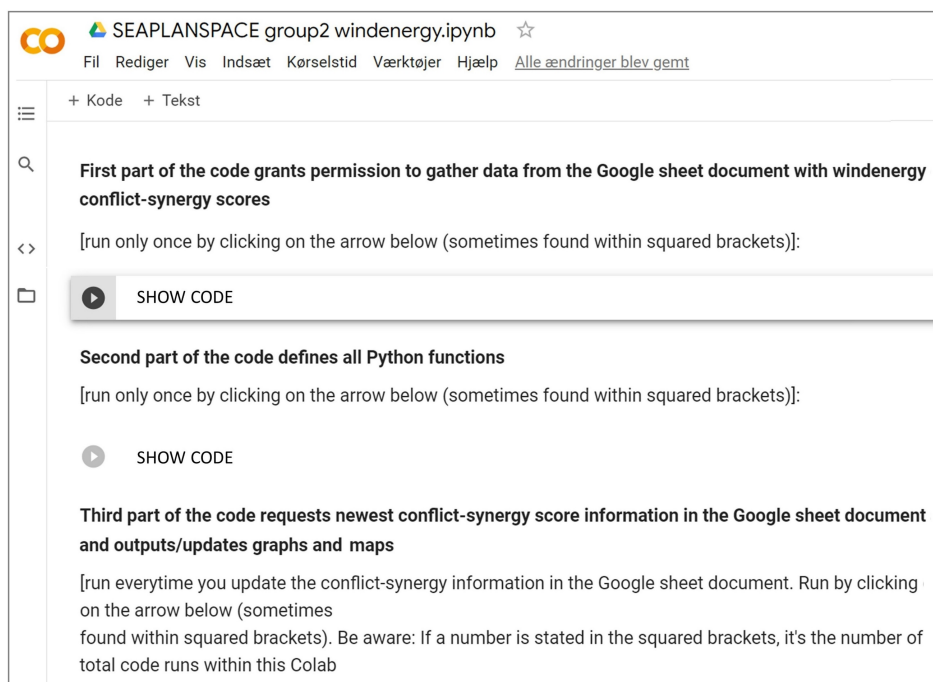 SEAPLANSPACE group2 windenergy.ipynb
Fil Rediger Vis Indsæt Kørselstid Værktøjer Hjælp Alle ændringer blev gemt
+ Kode + Tekst
First part of the code grants permission to gather data from the Google sheet document with windenergy
conflict-synergy scores
[run only once by clicking on the arrow below (sometimes found within squared brackets)]:
SHOW CODE
Second part of the code defines all Python functions
[run only once by clicking on the arrow below (sometimes found within squared brackets)]:
SHOW CODE
Third part of the code requests newest conflict-synergy score information in the Google sheet document
and outputs/updates graphs and maps
[run everytime you update the conflict-synergy information in the Google sheet document. Run by clicking
on the arrow below (sometimes
found within squared brackets). Be aware: If a number is stated in the squared brackets, it's the number of
total code runs within this Colab